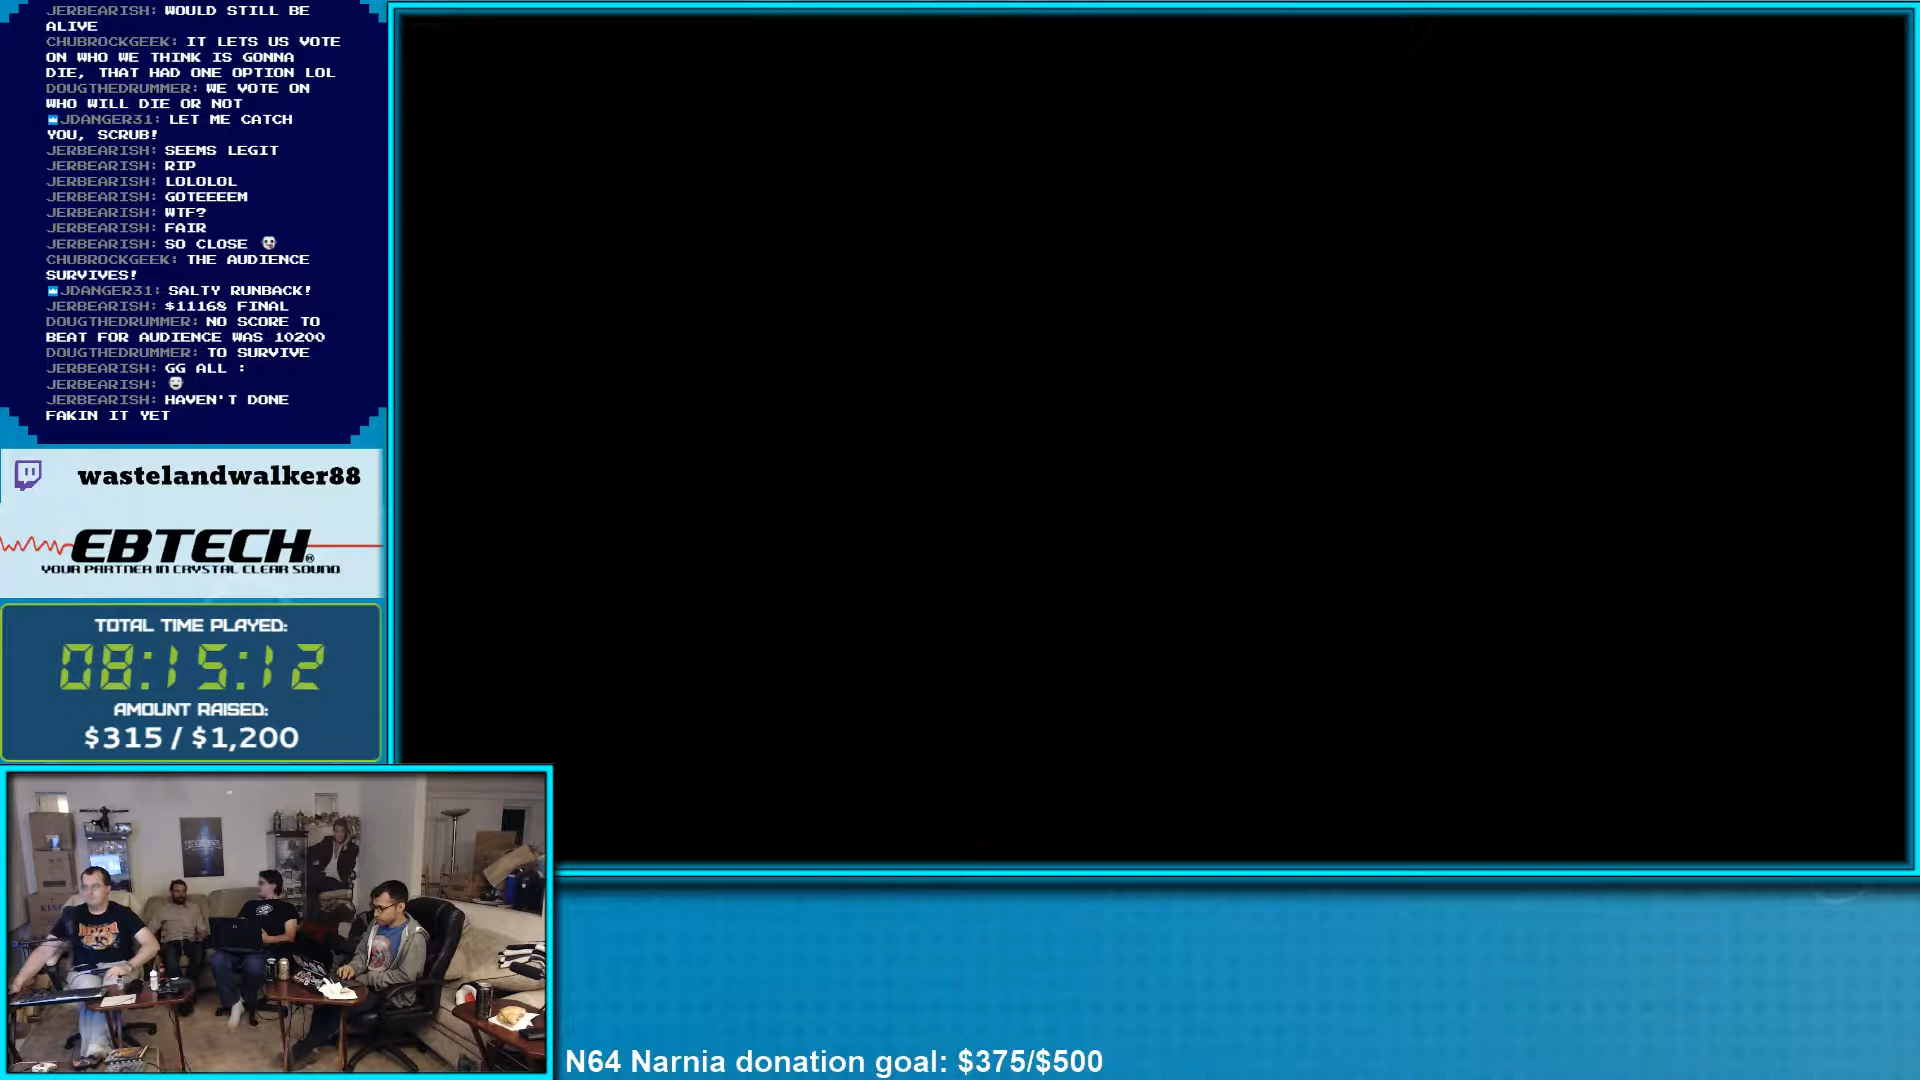 JERBEARISH: WOULD STILL BE
ALIVE
CHUBROCKGEEK: IT LETS US VOTE
ON WHO WE THINK IS GONNA
DIE, THAT HAD ONE OPTION LOL
DOUGTHEDRUMMER: WE VOTE ON
WHO WILL DIE OR NOT
JDANGER31: LET ME CATCH
YOU, SCRUB!
JERBEARISH: SEEMS LEGIT
JERBEARISH: RIP
JERBEARISH: LOLOLOL
JERBEARISH: GOTEEEEM
JERBEARISH: WTF?
JERBEARISH: FAIR
JERBEARISH: SO CLOSE
CHUBROCKGEEK: THE AUDIENCE
SURVIVES!
JDANGER31: SALTY RUNBACK!
JERBEARISH: $11168 FINAL
DOUGTHEDRUMMER: NO SCORE TO
BEAT FOR AUDIENCE WAS 10200
DOUGTHEDRUMMER: TO SURVIVE
JERBEARISH: GG ALL :
JERBEARISH:
JERBEARISH: HAVEN'T DONE
FAKIN IT YET
wastelandwalker88
EBTECH®
YOUR PARTNER IN CRYSTAL CLEAR SOUND
TOTAL TIME PLAYED:
08:15:12
AMOUNT RAISED:
$315 / $1,200
N64 Narnia donation goal: $375/$500